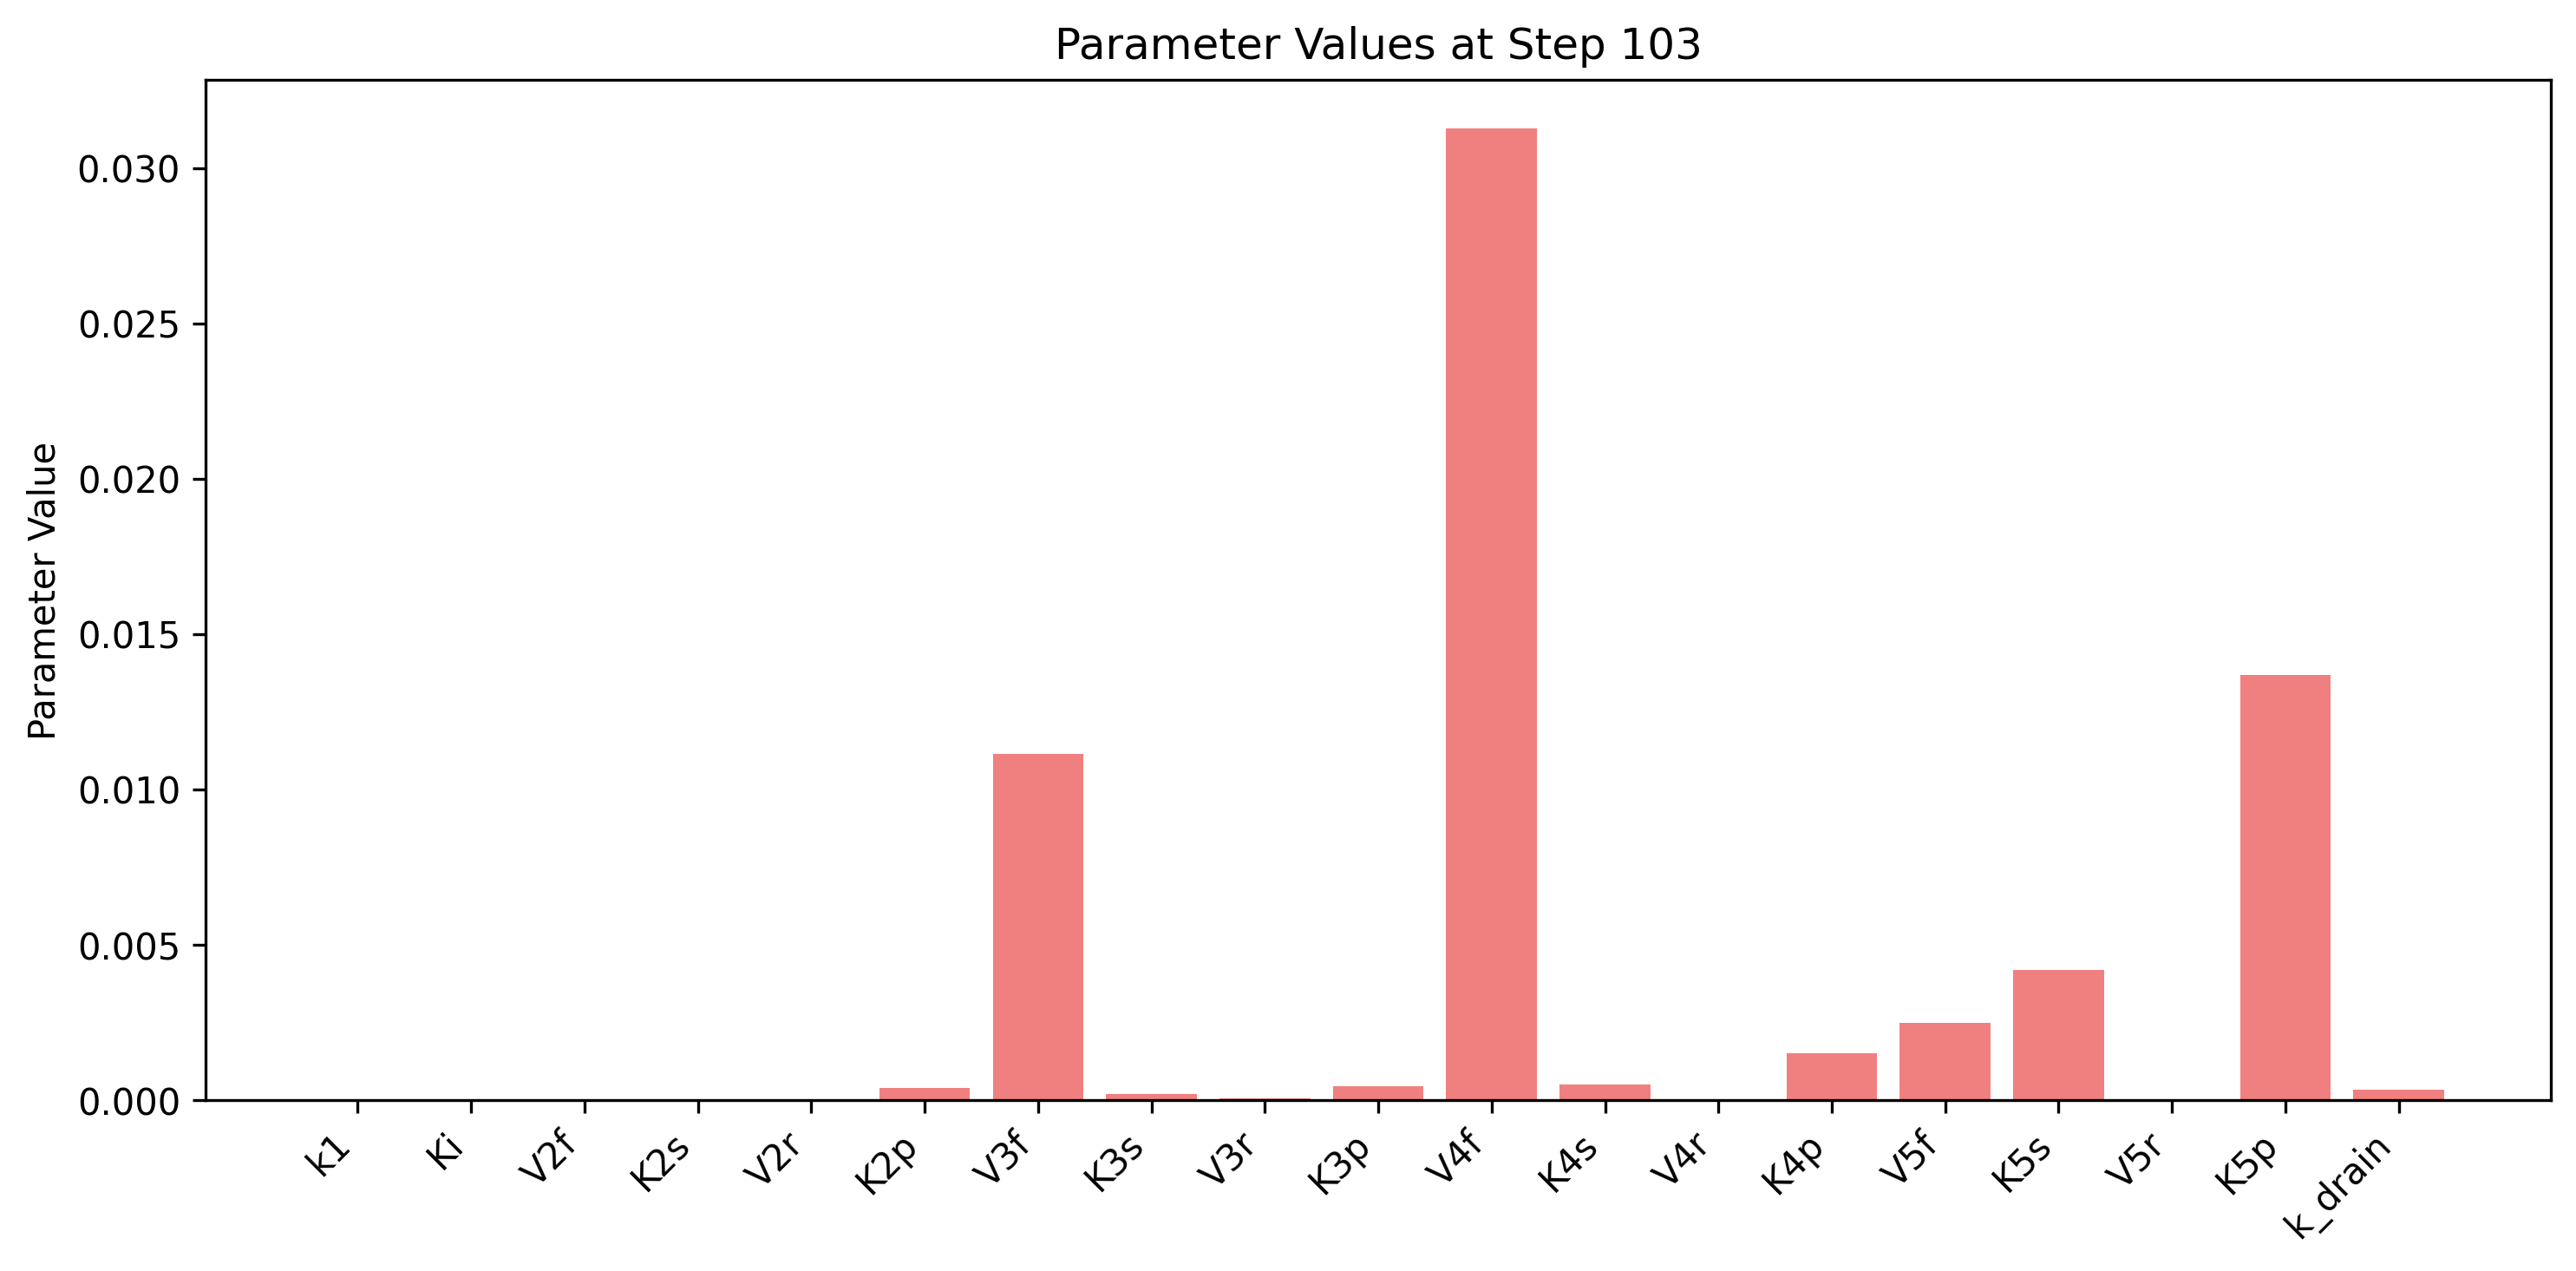 Parameter Values at Step 103
Parameter Value
0.030
0.025
0.020
0.015
0.010
0.005
0.000
k1
Ki
V2f
K2s
V2r
K2p
V3f
K3s
V3r
K3p
V4f
K4s
V4r
K4p
V5f
K5s
V5r
K5p
k_drain